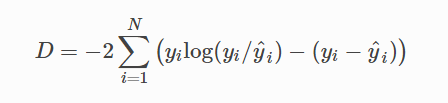 D = −2 ∑_{i=1}^{N} (y_i log(y_i/ŷ_i) − (y_i − ŷ_i))